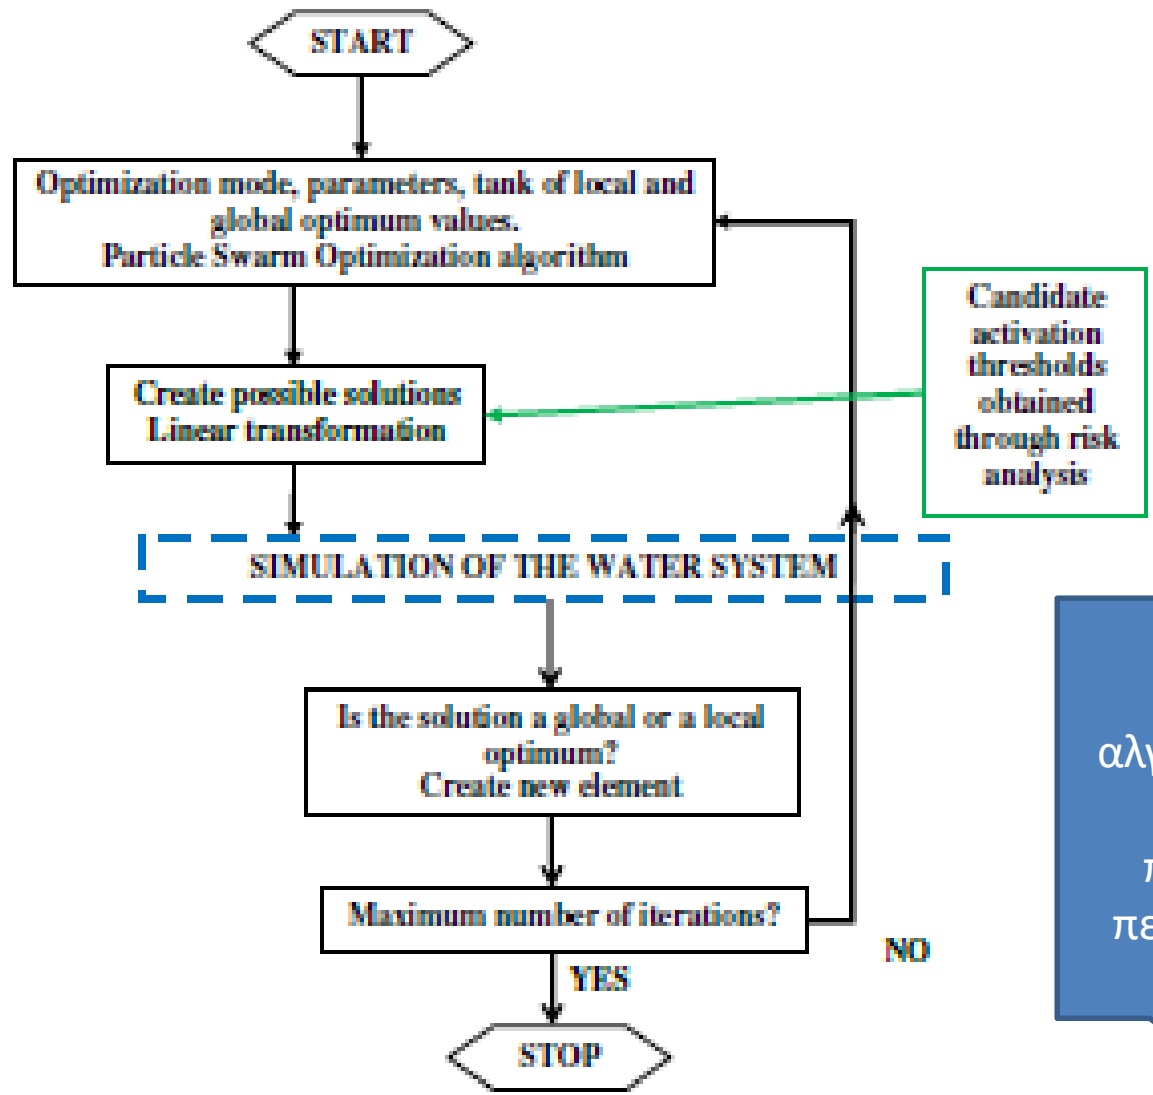 START
Optimization mode, parameters, tank of local and
global optimum values.
Particle Swarm Optimization algorithm
Candidate
activation
thresholds
obtained
through risk
analysis
Create possible solutions
Linear transformation
SIMULATION OF THE WATER SYSTEM
Is the solution a global or a local
optimum?
Create new element
Maximum number of iterations?
NO
YES
STOP